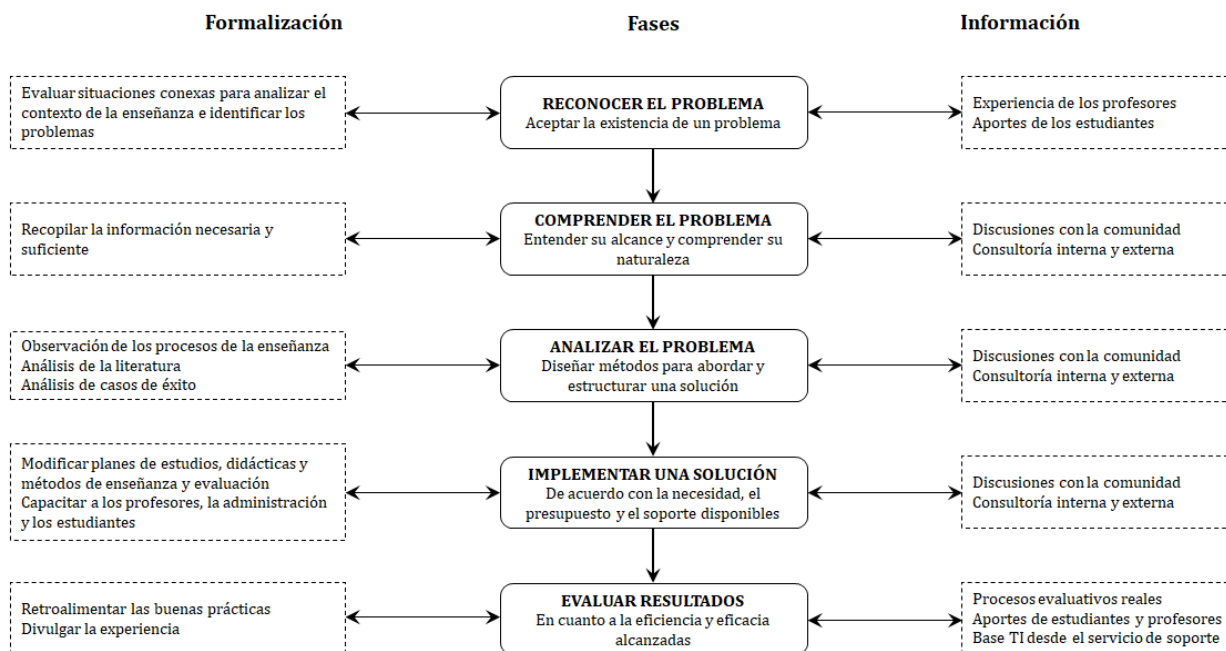 Formalización
Fases
Información
Evaluar situaciones conexas para analizar el
contexto de la enseñanza e identificar los
problemas
RECONOCER EL PROBLEMA
Aceptar la existencia de un problema
Experiencia de los profesores
Aportes de los estudiantes
Recopilar la información necesaria y
suficiente
COMPRENDER EL PROBLEMA
Entender su alcance y comprender su
naturaleza
Discusiones con la comunidad
Consultoría interna y externa
Observación de los procesos de la enseñanza
Análisis de la literatura
Análisis de casos de éxito
ANALIZAR EL PROBLEMA
Diseñar métodos para abordar y
estructurar una solución
Discusiones con la comunidad
Consultoría interna y externa
Modificar planes de estudios, didácticas y
métodos de enseñanza y evaluación
Capacitar a los profesores, la administración
y los estudiantes
IMPLEMENTAR UNA SOLUCIÓN
De acuerdo con la necesidad, el
presupuesto y el soporte disponibles
Discusiones con la comunidad
Consultoría interna y externa
Retroalimentar las buenas prácticas
Divulgar la experiencia
EVALUAR RESULTADOS
En cuanto a la eficiencia y eficacia
alcanzadas
Procesos evaluativos reales
Aportes de estudiantes y profesores
Base TI desde el servicio de soporte